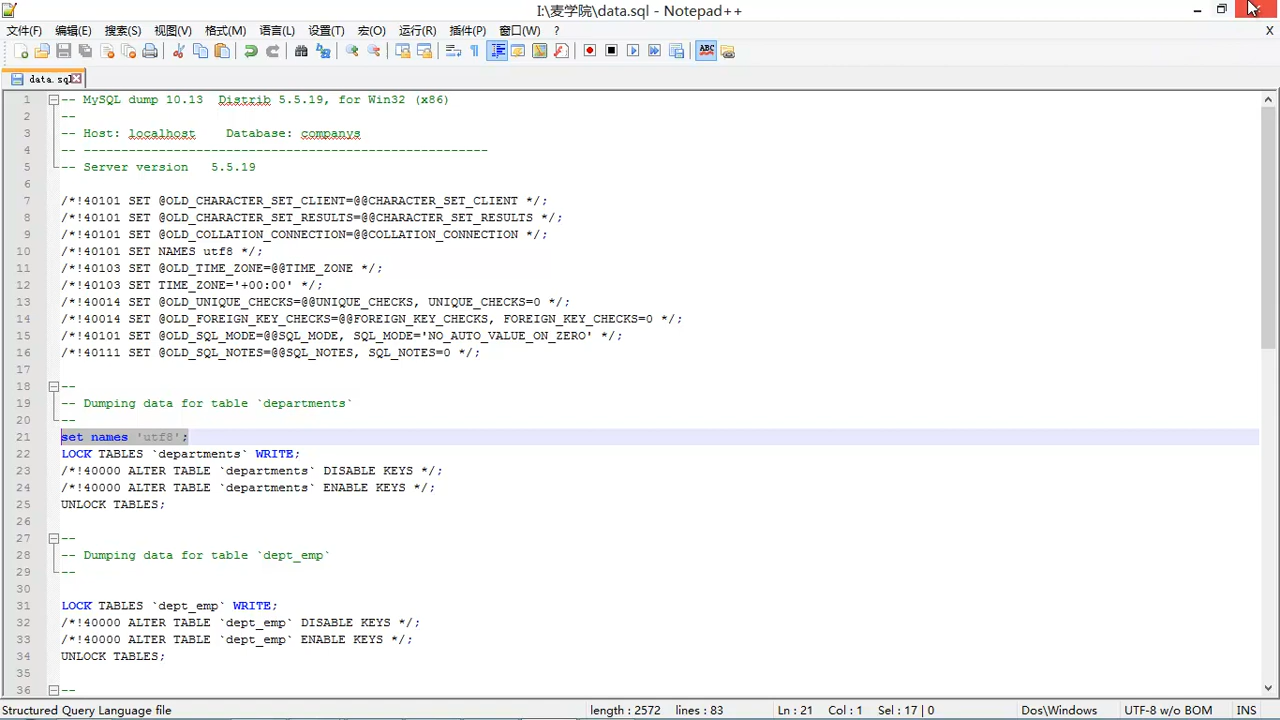 I:\麦学院\data.sql - Notepad++
文件(F) 编辑(E) 搜索(S) 视图(V) 格式(M) 语言(L) 设置(T) 宏(O) 运行(R) 插件(P) 窗口(W) ? X
data.sql
1 -- MySQL dump 10.13  Distrib 5.5.19, for Win32 (x86)
2 --
3 -- Host: localhost    Database: companys
4 -- ------------------------------------------------------
5 -- Server version   5.5.19
6
7 /*!40101 SET @OLD_CHARACTER_SET_CLIENT=@@CHARACTER_SET_CLIENT */;
8 /*!40101 SET @OLD_CHARACTER_SET_RESULTS=@@CHARACTER_SET_RESULTS */;
9 /*!40101 SET @OLD_COLLATION_CONNECTION=@@COLLATION_CONNECTION */;
10 /*!40101 SET NAMES utf8 */;
11 /*!40103 SET @OLD_TIME_ZONE=@@TIME_ZONE */;
12 /*!40103 SET TIME_ZONE='+00:00' */;
13 /*!40014 SET @OLD_UNIQUE_CHECKS=@@UNIQUE_CHECKS, UNIQUE_CHECKS=0 */;
14 /*!40014 SET @OLD_FOREIGN_KEY_CHECKS=@@FOREIGN_KEY_CHECKS, FOREIGN_KEY_CHECKS=0 */;
15 /*!40101 SET @OLD_SQL_MODE=@@SQL_MODE, SQL_MODE='NO_AUTO_VALUE_ON_ZERO' */;
16 /*!40111 SET @OLD_SQL_NOTES=@@SQL_NOTES, SQL_NOTES=0 */;
17
18 --
19 -- Dumping data for table `departments`
20 --
21 set names 'utf8';
22 LOCK TABLES `departments` WRITE;
23 /*!40000 ALTER TABLE `departments` DISABLE KEYS */;
24 /*!40000 ALTER TABLE `departments` ENABLE KEYS */;
25 UNLOCK TABLES;
26
27 --
28 -- Dumping data for table `dept_emp`
29 --
30
31 LOCK TABLES `dept_emp` WRITE;
32 /*!40000 ALTER TABLE `dept_emp` DISABLE KEYS */;
33 /*!40000 ALTER TABLE `dept_emp` ENABLE KEYS */;
34 UNLOCK TABLES;
35
36 --
Structured Query Language file length : 2572 lines : 83 Ln : 21 Col : 1 Sel : 17 | 0 Dos\Windows UTF-8 w/o BOM INS